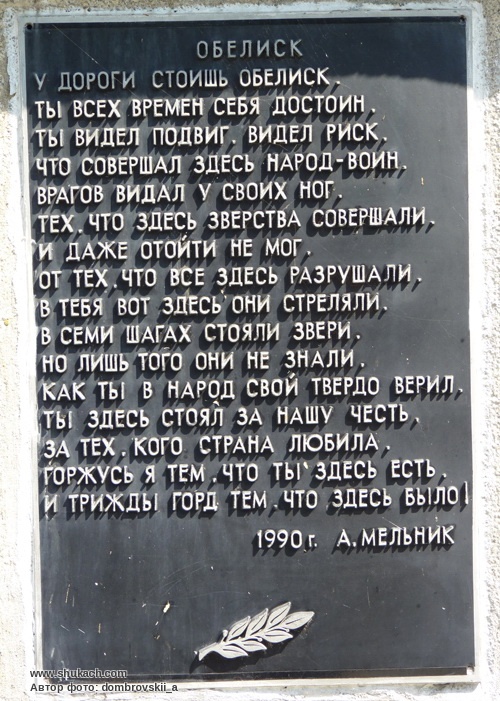 ОБЕЛИСК
У ДОРОГИ СТОИШЬ ОБЕЛИСК.
ТЫ ВСЕХ ВРЕМЕН СЕБЯ ДОСТОИН.
ТЫ ВИДЕЛ ПОДВИГ, ВИДЕЛ РИСК.
ЧТО СОВЕРШАЛ ЗДЕСЬ НАРОД-ВОИН.
ВРАГОВ ВИДАЛ У СВОИХ НОГ.
ТЕХ, ЧТО ЗДЕСЬ ЗВЕРСТВА СОВЕРШАЛИ.
И ДАЖЕ ОТОЙТИ НЕ МОГ.
ОТ ТЕХ, ЧТО ВСЕ ЗДЕСЬ РАЗРУШАЛИ.
В ТЕБЯ ВОТ ЗДЕСЬ ОНИ СТРЕЛЯЛИ.
В СЕМИ ШАГАХ СТОЯЛИ ЗВЕРИ.
НО ЛИШЬ ТОГО ОНИ НЕ ЗНАЛИ,
КАК ТЫ В НАРОД СВОЙ ТВЕРДО ВЕРИЛ.
ТЫ ЗДЕСЬ СТОЯЛ ЗА НАШУ ЧЕСТЬ,
ЗА ТЕХ, КОГО СТРАНА ЛЮБИЛА,
ГОРЖУСЬ Я ТЕМ, ЧТО ТЫ ЗДЕСЬ ЕСТЬ,
И ТРИЖДЫ ГОРД ТЕМ, ЧТО ЗДЕСЬ БЫЛО!
1990 г. А. МЕЛЬНИК
www.shukach.com
Автор фото: dombrovskii_a